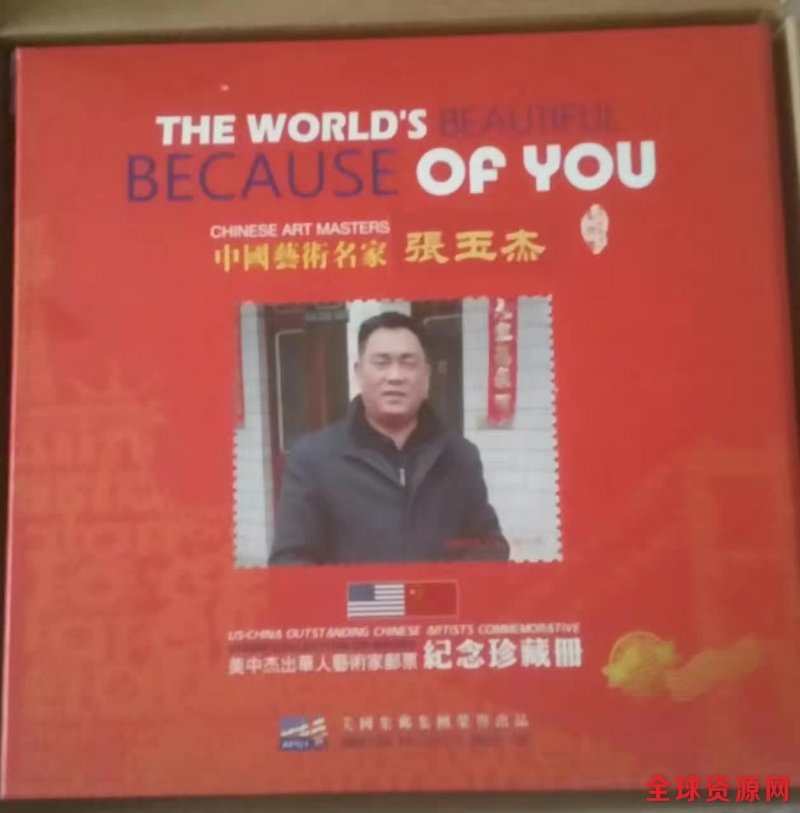 THE WORLD'S BEAUTIFUL
BECAUSE OF YOU
CHINESE ART MASTERS
中國藝術名家 張玉杰
US-CHINA OUTSTANDING CHINESE ARTISTS COMMEMORATIVE
美中杰出華人藝術家郵票 紀念珍藏冊
美國集郵集團榮譽出品
全球资源网